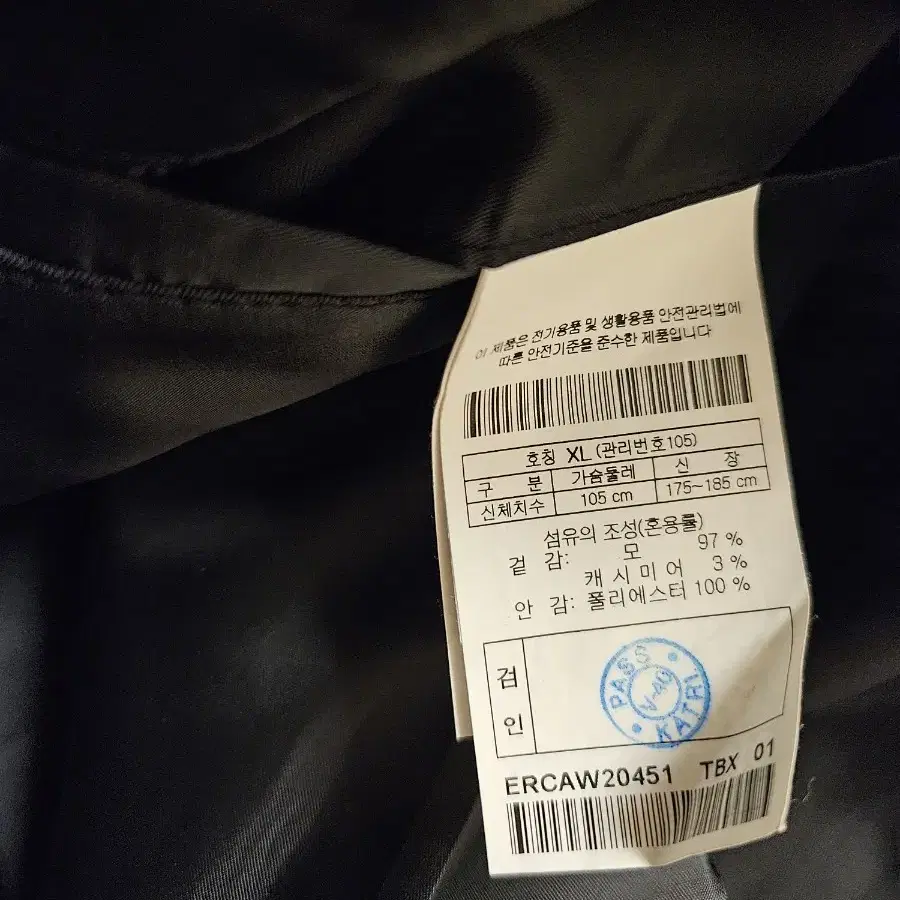 이 제품은 전기용품 및 생활용품 안전관리법에
따른 안전기준을 준수한 제품입니다
호칭 XL (관리번호105)
구 분 가슴둘레 신 장
신체치수 105 cm 175~185 cm
섬유의 조성(혼용률)
겉 감: 모 97 %
캐 시 미 어 3 %
안 감: 폴리에스터 100 %
검
인
PASS
KATRI
ERCAW20451 TBX 01